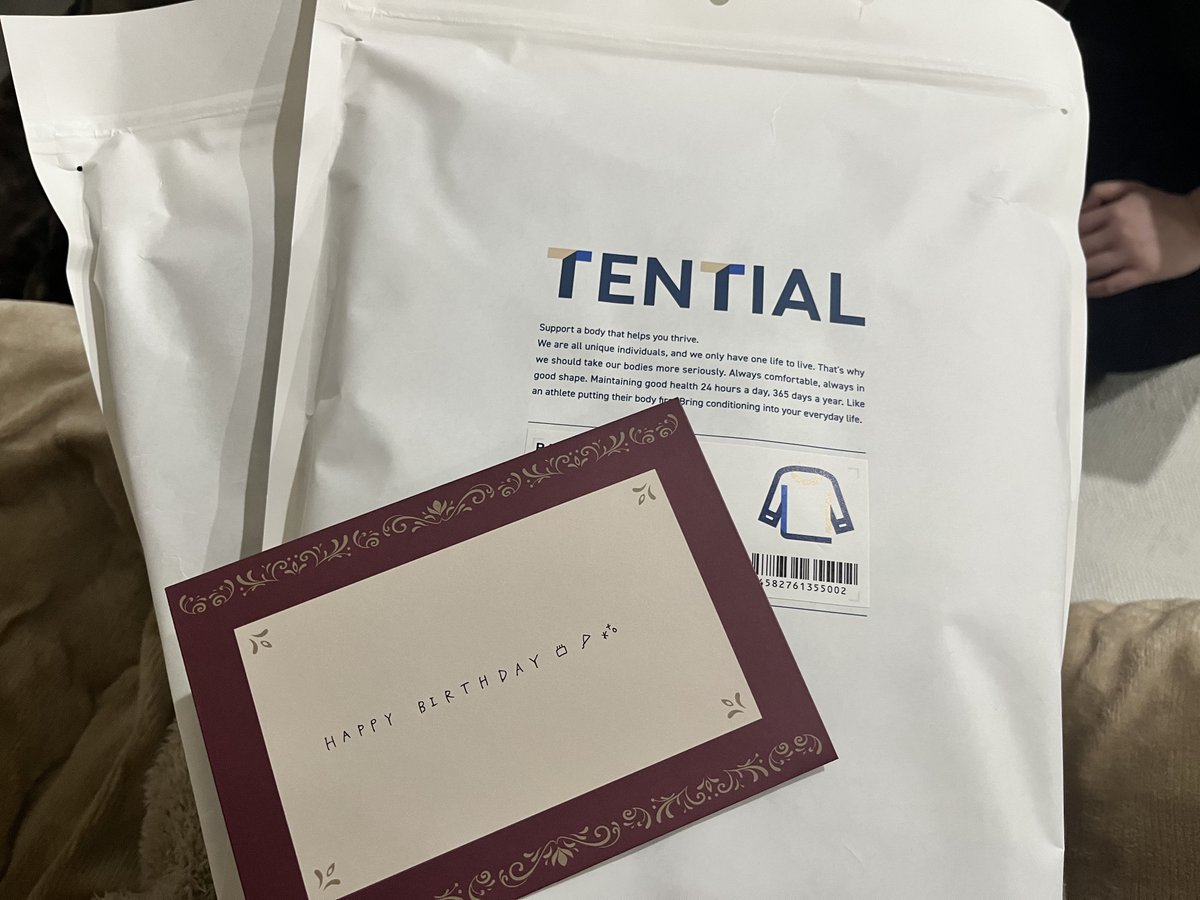 TENTIAL
Support a body that helps you thrive.
We are all unique individuals, and we only have one life to live. That's why
we should take our bodies more seriously. Always comfortable, always in
good shape. Maintaining good health 24 hours a day, 365 days a year. Like
an athlete putting their body Bring conditioning into your everyday life.
4582761355002
HAPPY BIRTHDAY